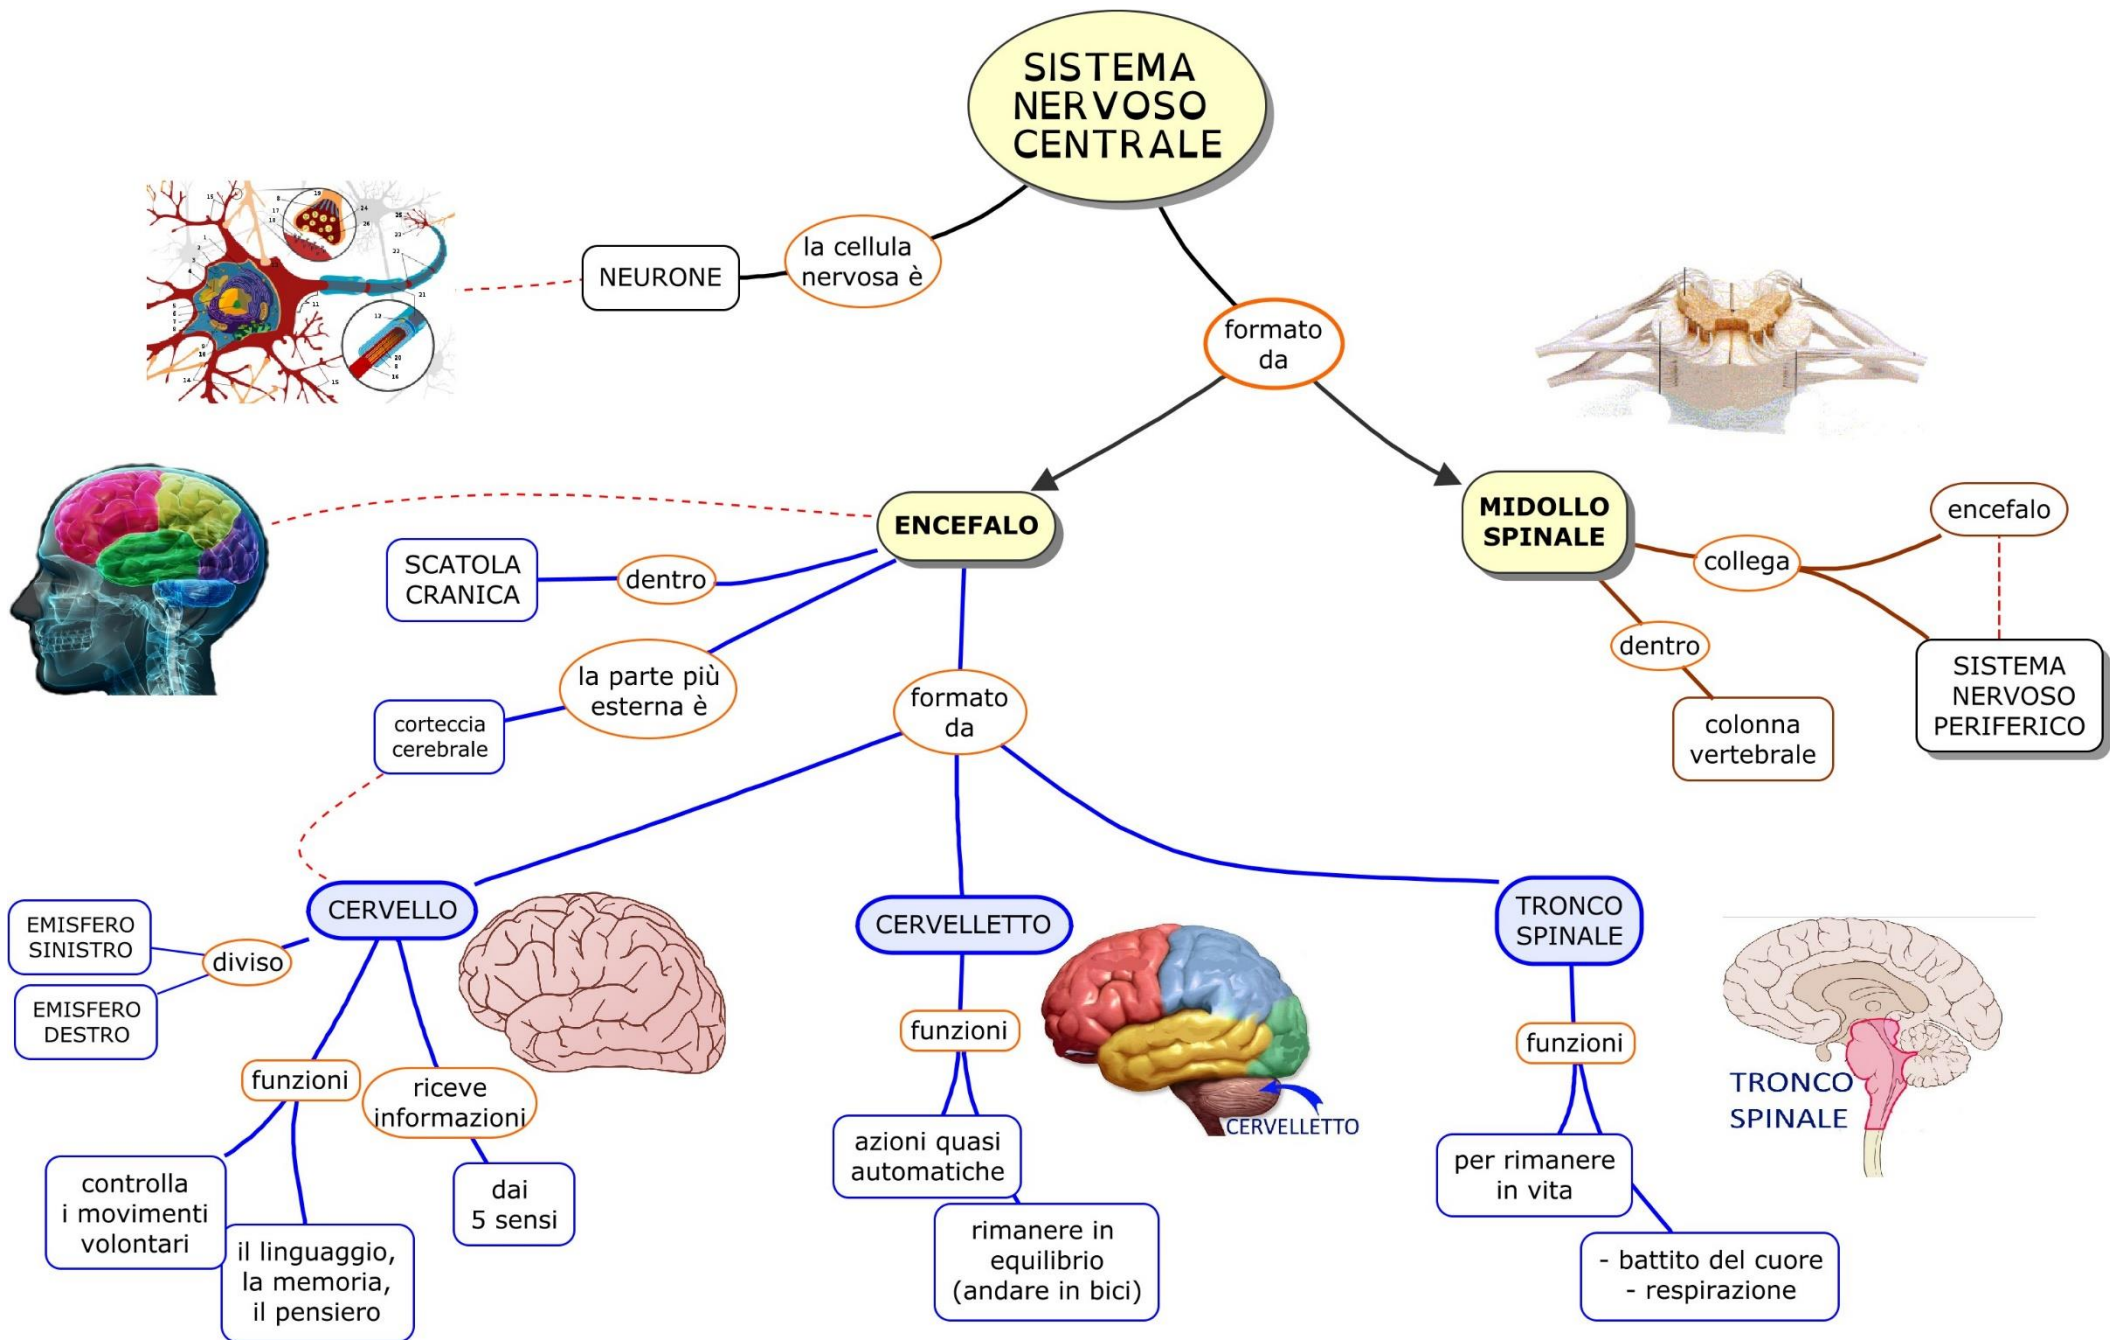 SISTEMA
NERVOSO
CENTRALE
la cellula
nervosa è
NEURONE
formato
da
ENCEFALO
MIDOLLO
SPINALE
encefalo
collega
SCATOLA
CRANICA
dentro
dentro
SISTEMA
NERVOSO
PERIFERICO
la parte più
esterna è
corteccia
cerebrale
formato
da
colonna
vertebrale
CERVELLO
CERVELLETTO
TRONCO
SPINALE
EMISFERO
SINISTRO
diviso
EMISFERO
DESTRO
funzioni
riceve
informazioni
funzioni
funzioni
CERVELLETTO
TRONCO
SPINALE
controlla
i movimenti
volontari
il linguaggio,
la memoria,
il pensiero
dai
5 sensi
azioni quasi
automatiche
rimanere in
equilibrio
(andare in bici)
per rimanere
in vita
- battito del cuore
- respirazione